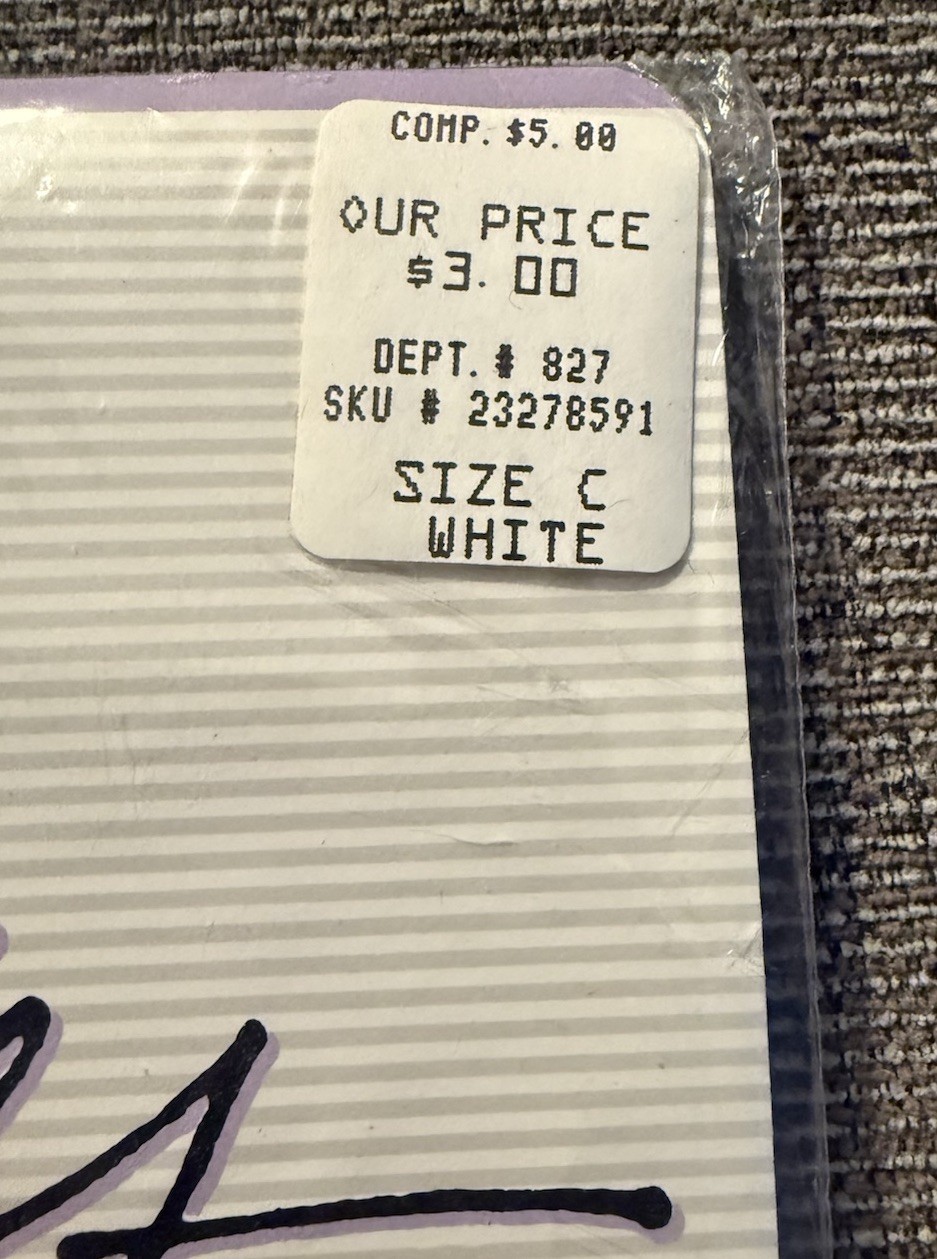 COMP. $5.00
OUR PRICE
$3.00
DEPT. # 827
SKU # 23278591
SIZE C
WHITE